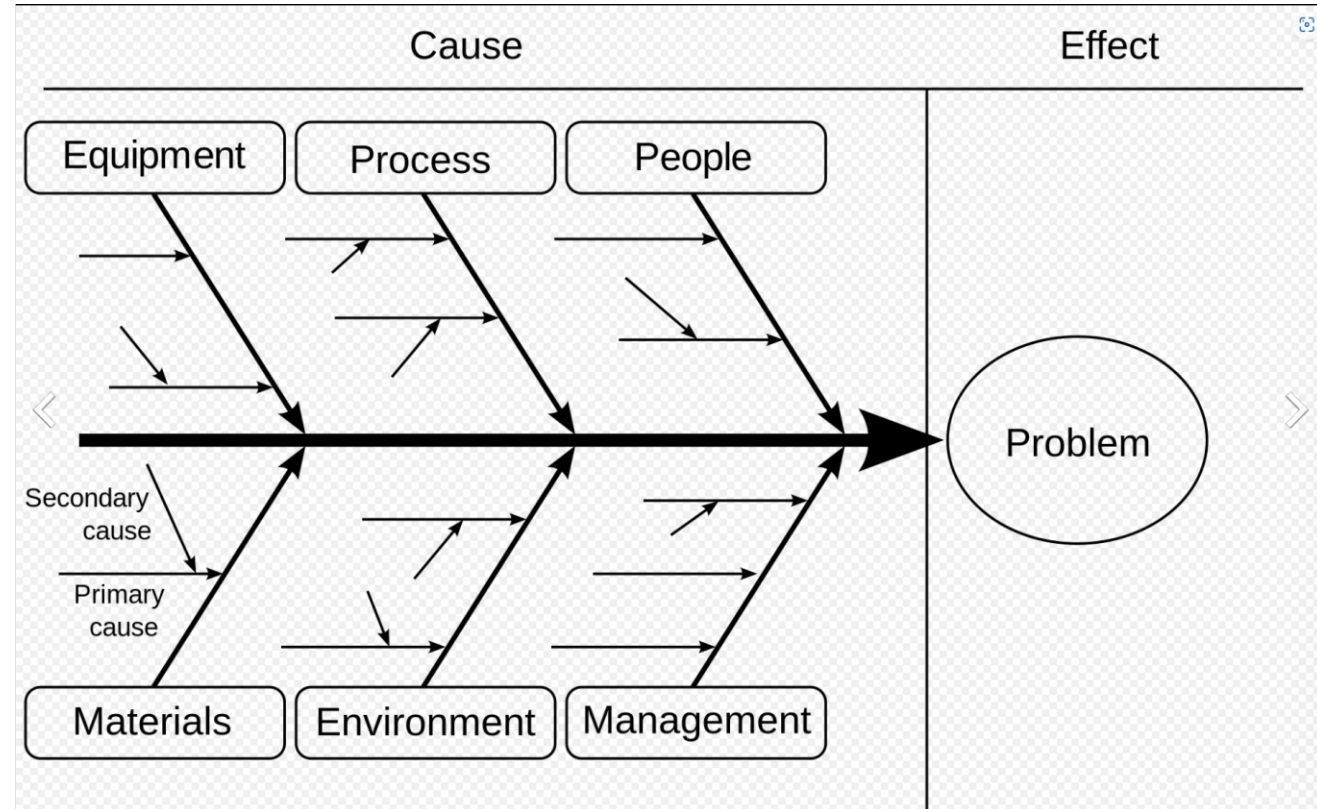 Cause
Effect
Equipment
Process
People
Problem
Secondary
cause
Primary
cause
Materials
Environment
Management